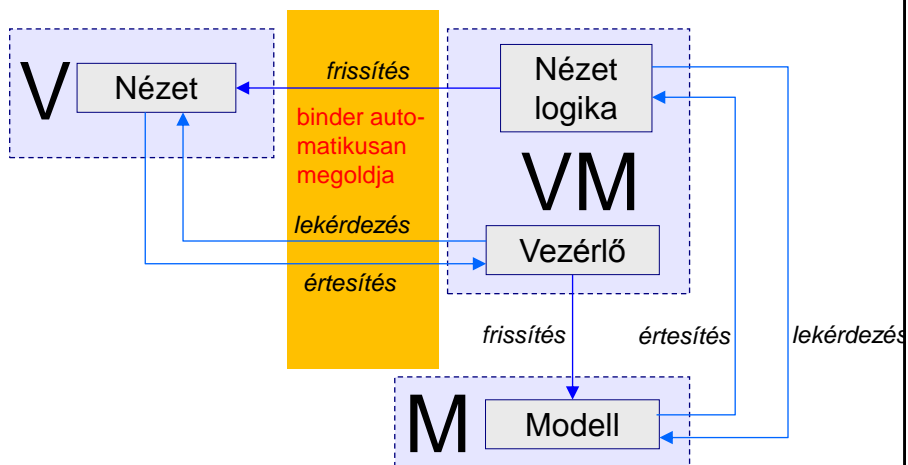 V
Nézet
frissítés
binder auto-
matikusan
megoldja
lekérdezés
értesítés
Nézet
logika
VM
Vezérlő
frissítés
értesítés
lekérdezés
M
Modell